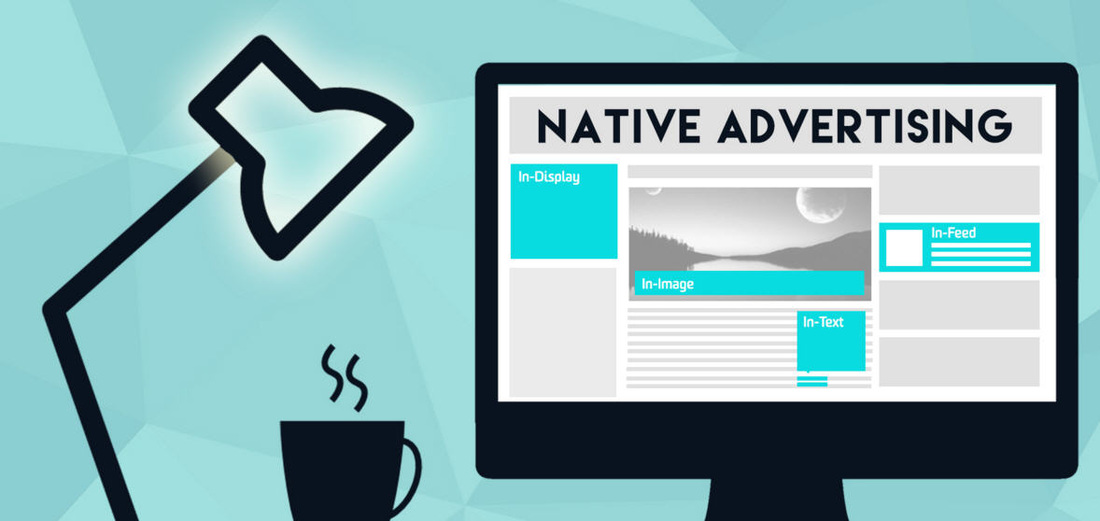 NATIVE ADVERTISING
In-Display
In-Image
In-Text
In-Feed